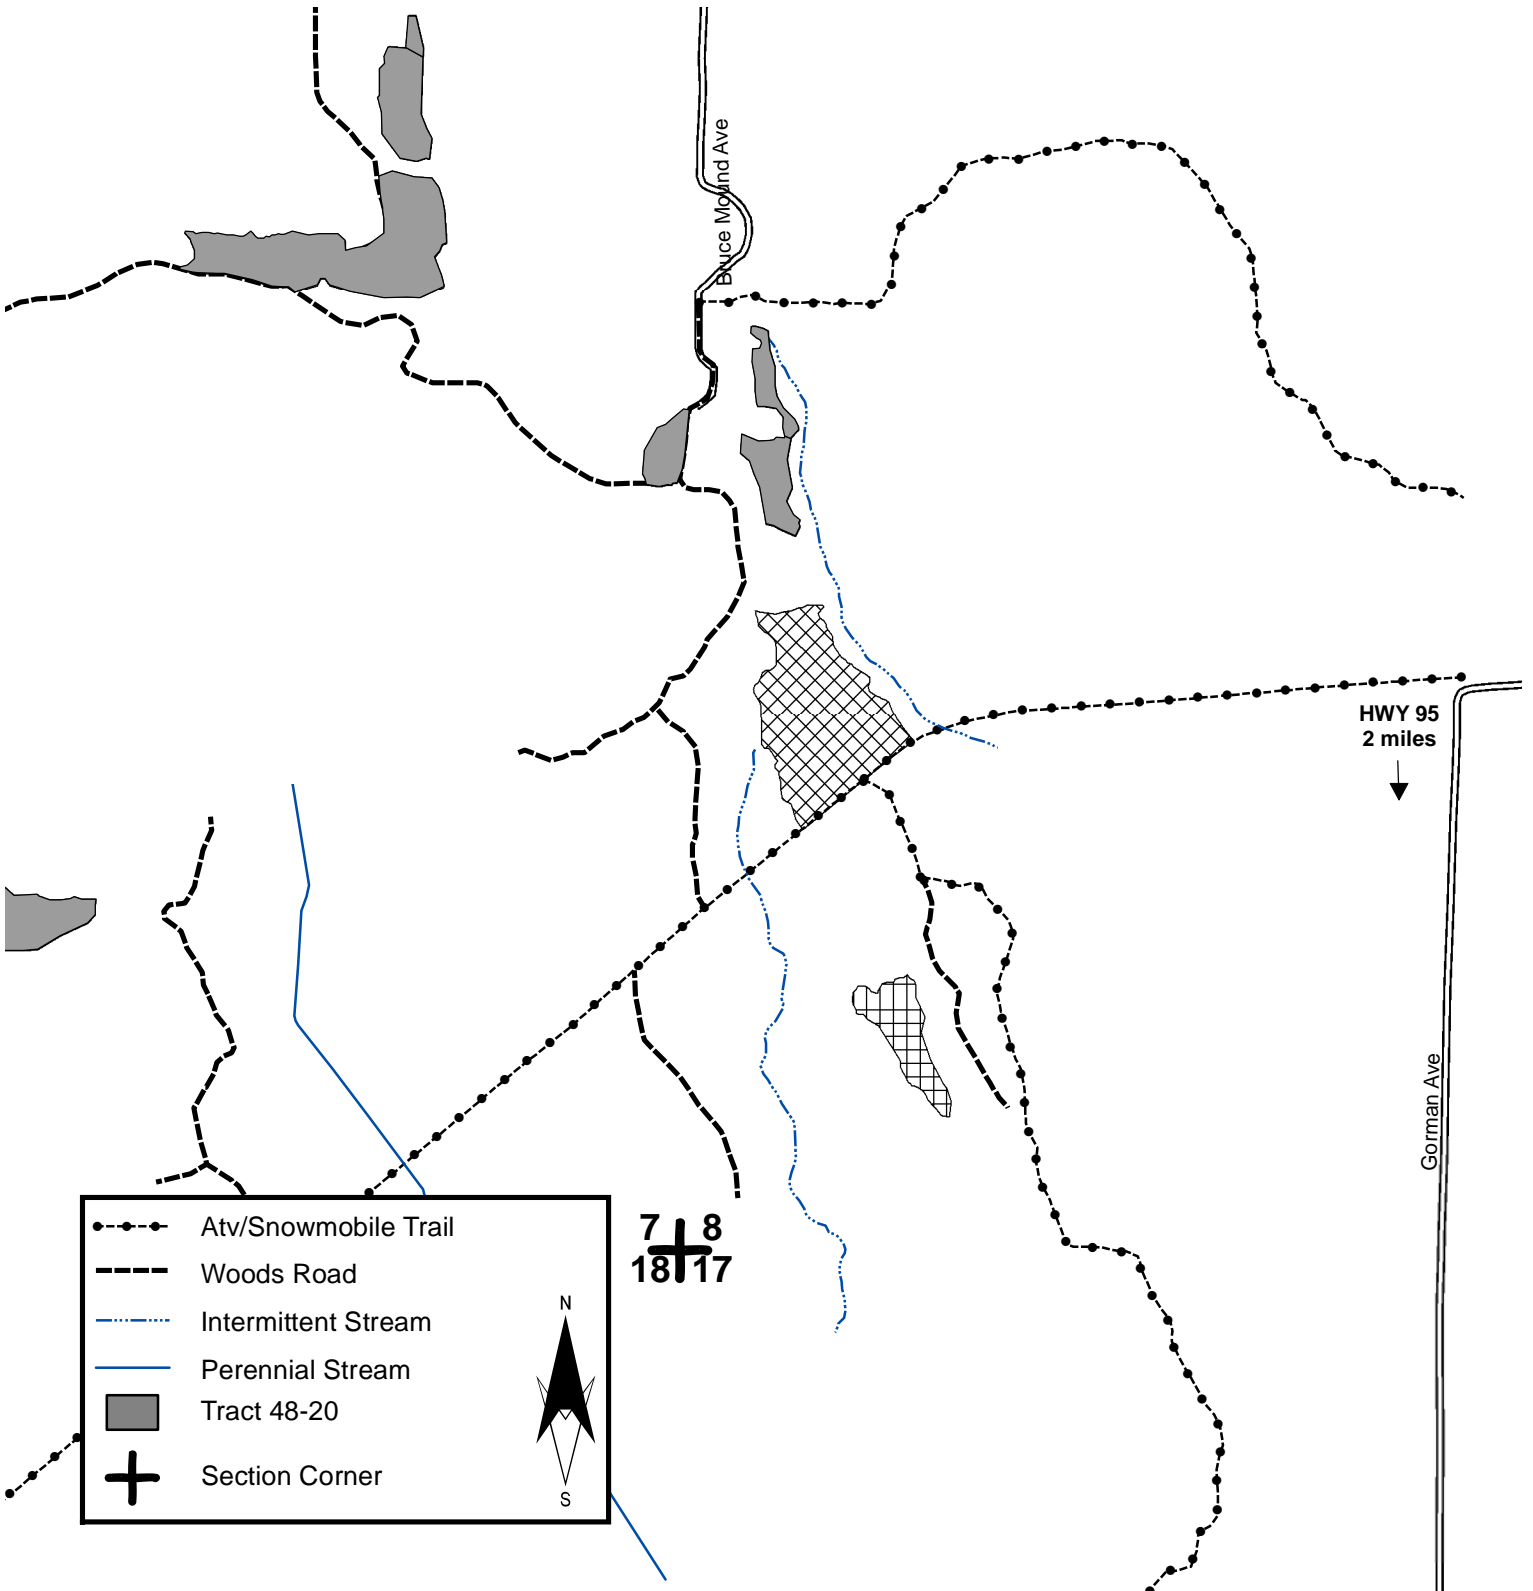 Bruce Mound Ave
HWY 95
2 miles
Gorman Ave
7 8
18 17
Atv/Snowmobile Trail
Woods Road
Intermittent Stream
Perennial Stream
Tract 48-20
Section Corner
N
S